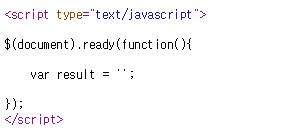 <script type="text/javascript">
$(document).ready(function(){
var result = ``;
});
</script>